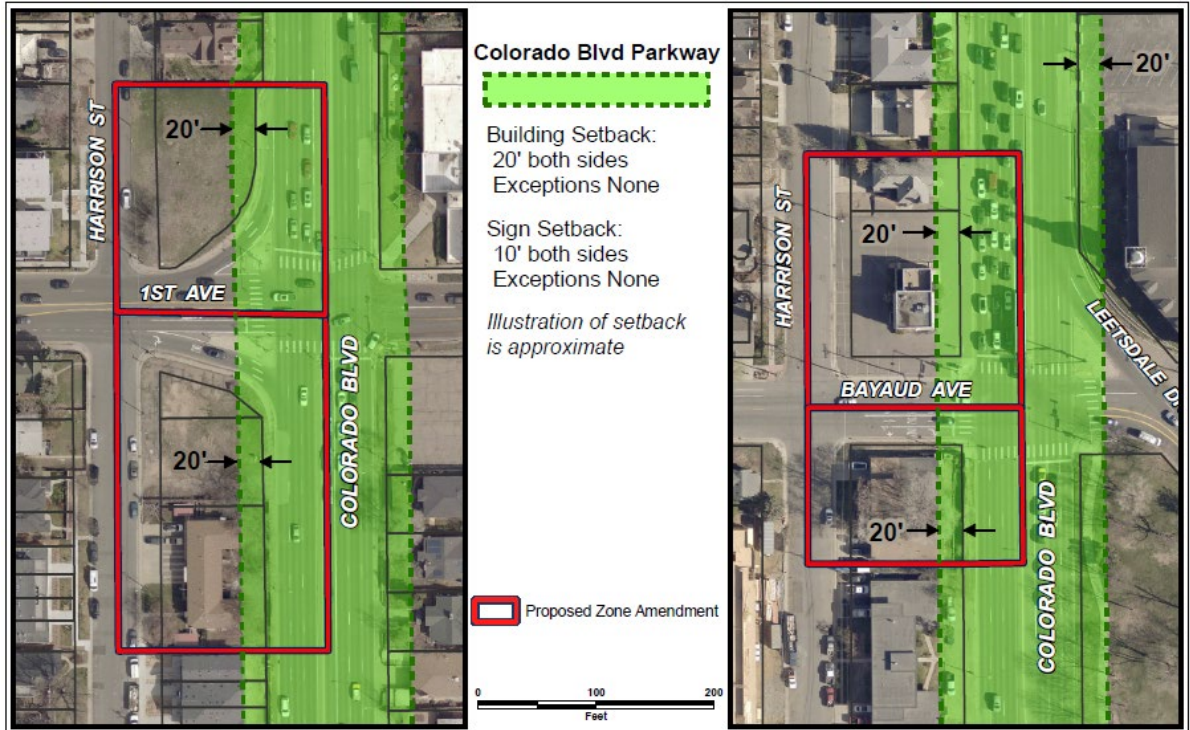 20'
HARRISON ST
1ST AVE
COLORADO BLVD
20'
Colorado Blvd Parkway
Building Setback:
20' both sides
Exceptions None
Sign Setback:
10' both sides
Exceptions None
Illustration of setback
is approximate
Proposed Zone Amendment
0 100 200
Feet
20'
HARRISON ST
20'
LEETSDALE D
BAYAUD AVE
20'
COLORADO BLVD